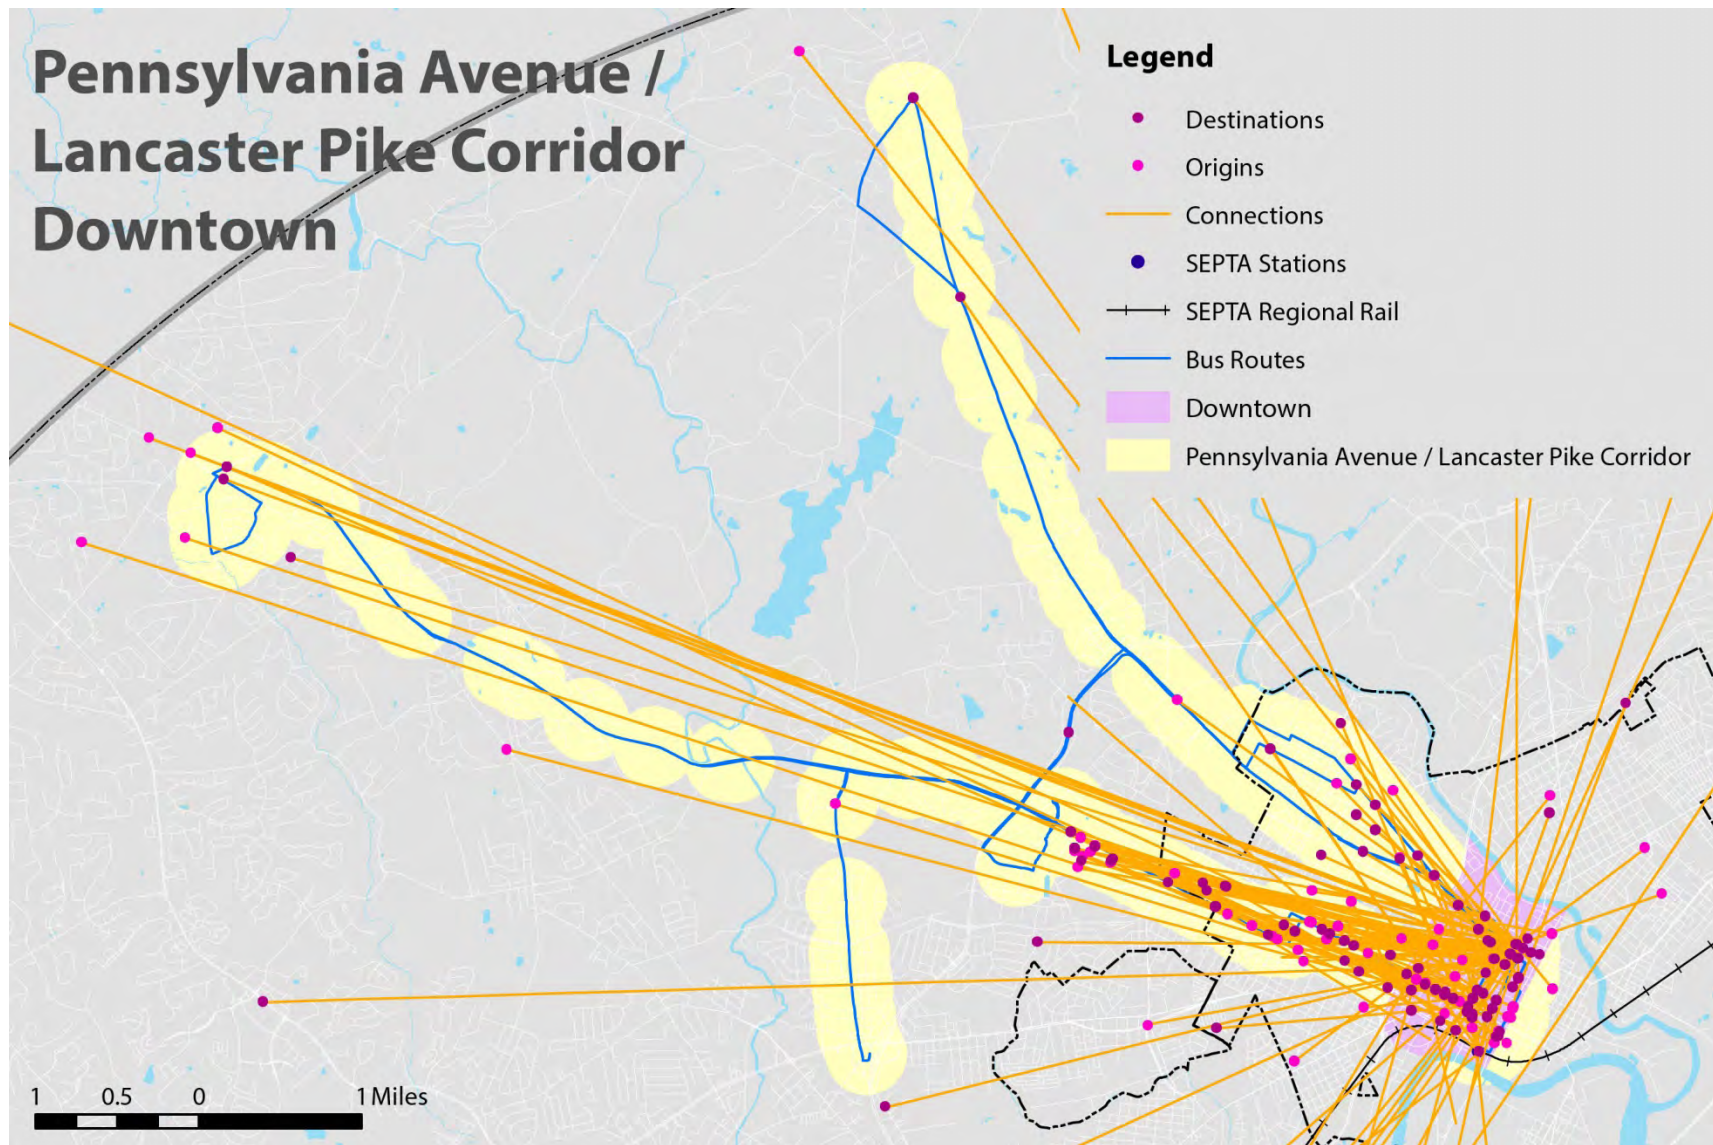 Pennsylvania Avenue /
Lancaster Pike Corridor
Downtown
Legend
Destinations
Origins
Connections
SEPTA Stations
SEPTA Regional Rail
Bus Routes
Downtown
Pennsylvania Avenue / Lancaster Pike Corridor
1 0.5 0 1 Miles